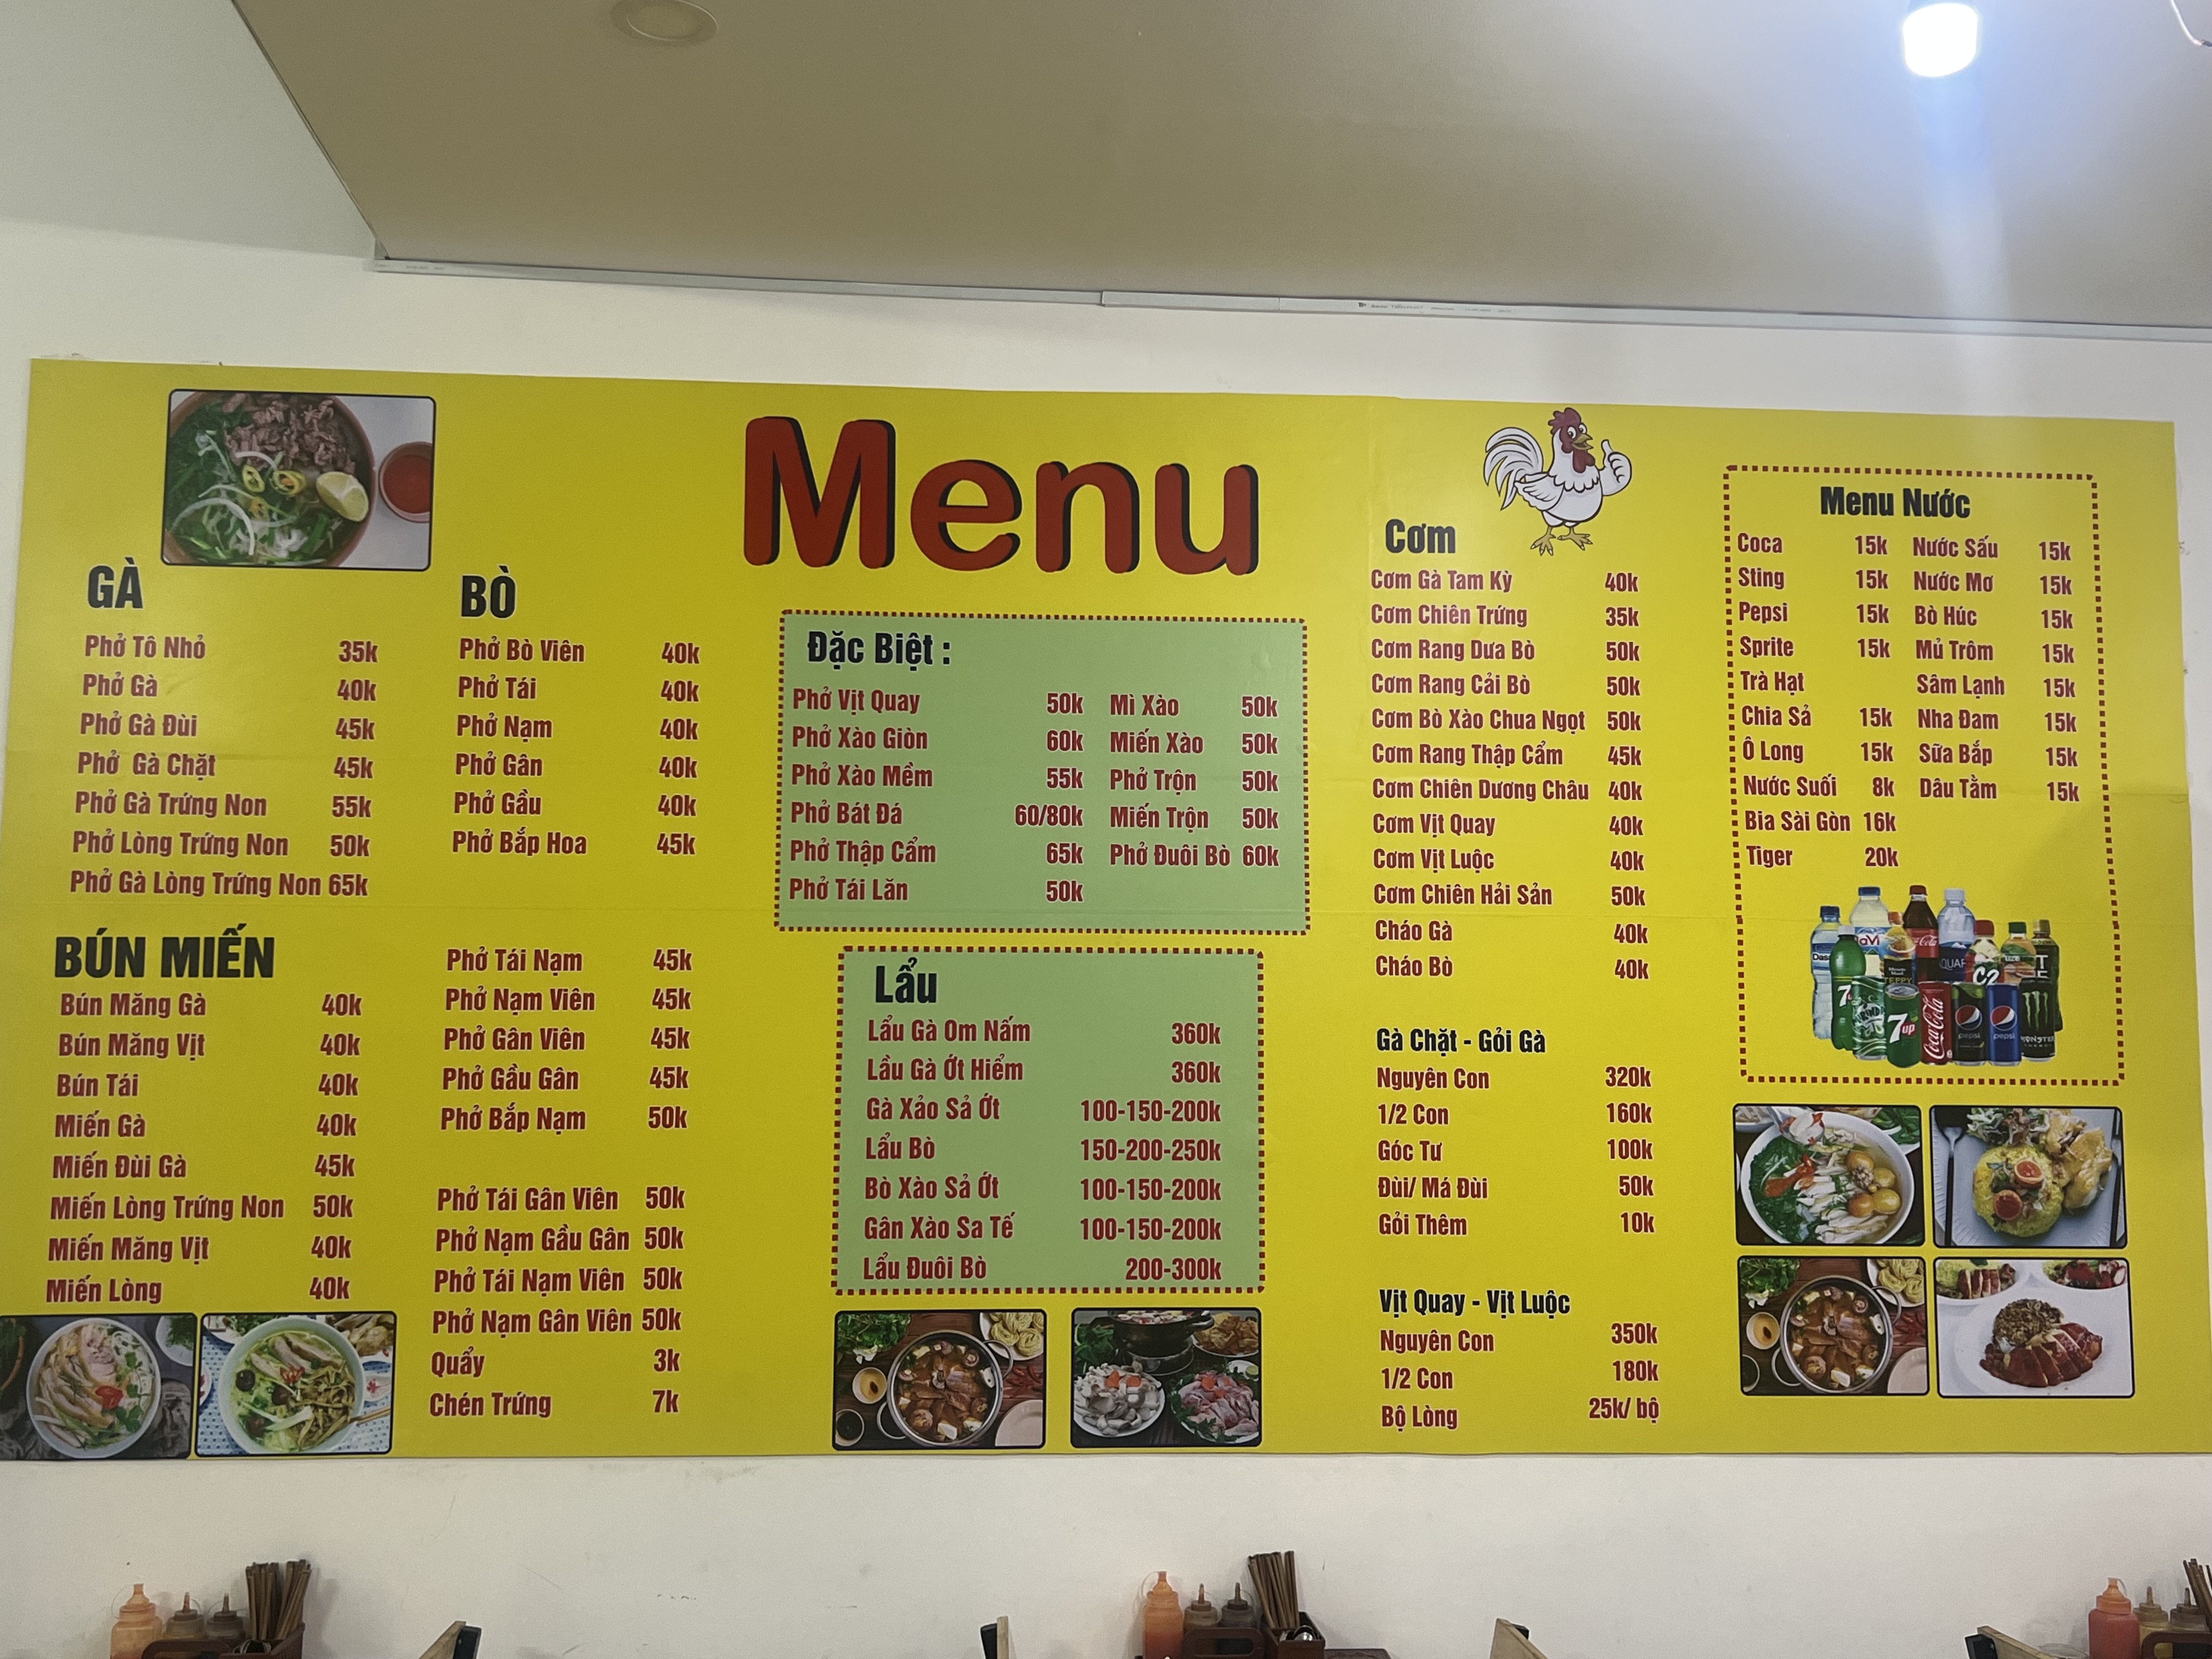 Menu
GÀ
Phở Tô Nhỏ 35k
Phở Gà 40k
Phở Gà Đùi 45k
Phở Gà Chặt 45k
Phở Gà Trứng Non 55k
Phở Lòng Trứng Non 50k
Phở Gà Lòng Trứng Non 65k
BÚN MIẾN
Bún Măng Gà 40k
Bún Măng Vịt 40k
Bún Tái 40k
Miến Gà 40k
Miến Đùi Gà 45k
Miến Lòng Trứng Non 50k
Miến Măng Vịt 40k
Miến Lòng 40k
BÒ
Phở Bò Viên 40k
Phở Tái 40k
Phở Nạm 40k
Phở Gân 40k
Phở Gầu 40k
Phở Bắp Hoa 45k
Phở Tái Nạm 45k
Phở Nạm Viên 45k
Phở Gân Viên 45k
Phở Gầu Gân 45k
Phở Bắp Nạm 50k
Phở Tái Gân Viên 50k
Phở Nạm Gầu Gân 50k
Phở Tái Nạm Viên 50k
Phở Nạm Gân Viên 50k
Quẩy 3k
Chén Trứng 7k
Đặc Biệt :
Phở Vịt Quay 50k
Phở Xào Giòn 60k
Phở Xào Mềm 55k
Phở Bát Đá 60/80k
Phở Thập Cẩm 65k
Phở Tái Lăn 50k
Mì Xào 50k
Miến Xào 50k
Phở Trộn 50k
Miến Trộn 50k
Phở Đuôi Bò 60k
Lẩu
Lẩu Gà Om Nấm 360k
Lầu Gà Ớt Hiểm 360k
Gà Xảo Sả Ớt 100-150-200k
Lẩu Bò 150-200-250k
Bò Xào Sả Ớt 100-150-200k
Gân Xào Sa Tế 100-150-200k
Lẩu Đuôi Bò 200-300k
Cơm
Cơm Gà Tam Kỳ 40k
Cơm Chiên Trứng 35k
Cơm Rang Dưa Bò 50k
Cơm Rang Cải Bò 50k
Cơm Bò Xào Chua Ngọt 50k
Cơm Rang Thập Cẩm 45k
Cơm Chiên Dương Châu 40k
Cơm Vịt Quay 40k
Cơm Vịt Luộc 40k
Cơm Chiên Hải Sản 50k
Cháo Gà 40k
Cháo Bò 40k
Gà Chặt - Gỏi Gà
Nguyên Con 320k
1/2 Con 160k
Góc Tư 100k
Đùi/ Má Đùi 50k
Gỏi Thêm 10k
Vịt Quay - Vịt Luộc
Nguyên Con 350k
1/2 Con 180k
Bộ Lòng 25k/ bộ
Menu Nước
Coca 15k
Sting 15k
Pepsi 15k
Sprite 15k
Trà Hạt
Chia Sả 15k
Ô Long 15k
Nước Suối 8k
Bia Sài Gòn 16k
Tiger 20k
Nước Sấu 15k
Nước Mơ 15k
Bò Húc 15k
Mủ Trôm 15k
Sâm Lạnh 15k
Nha Đam 15k
Sữa Bắp 15k
Dâu Tằm 15k
C2
7up
Coca-Cola
pepsi
pepsi
MONSTER